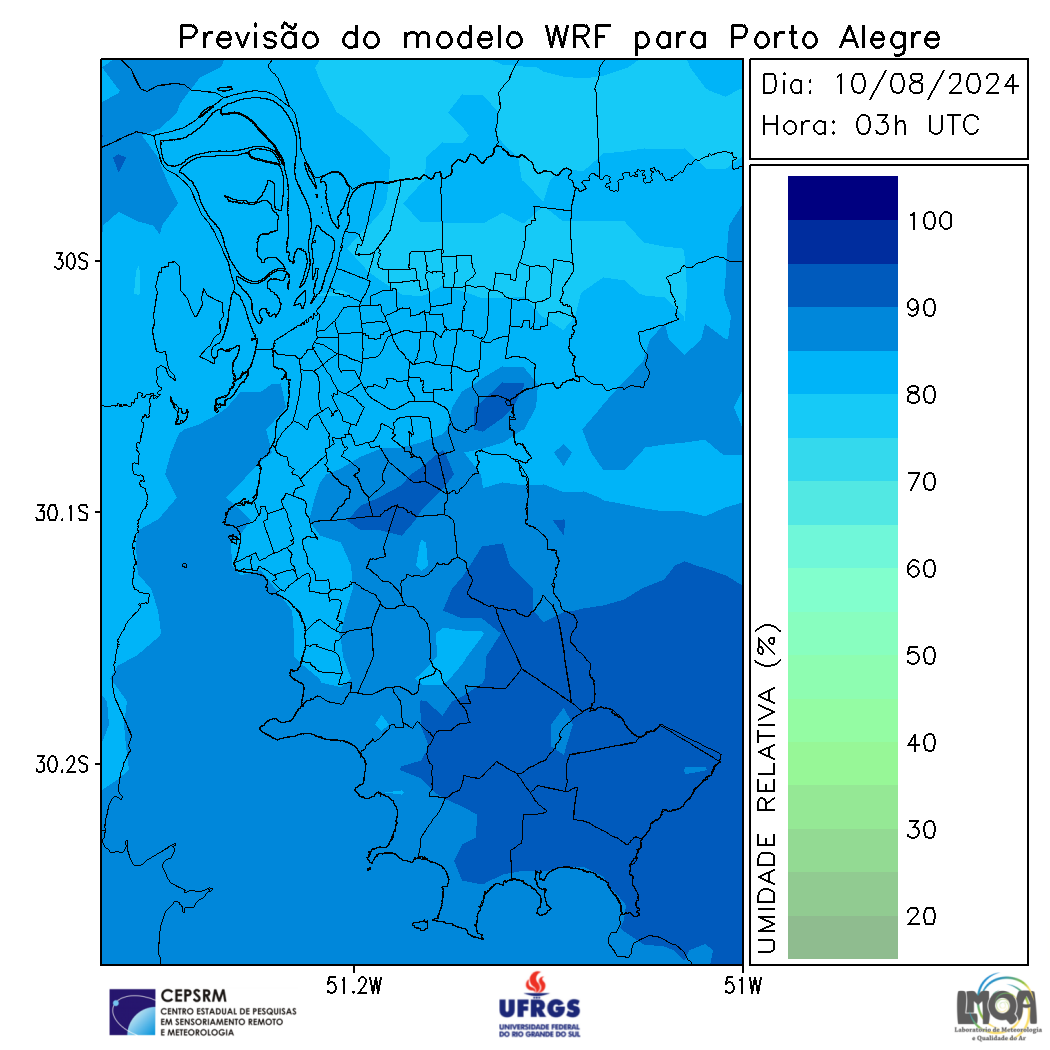 Previsão do modelo WRF para Porto Alegre
Dia: 10/08/2024
Hora: 03h UTC
30S
30.1S
30.2S
51.2W
51W
100
90
80
70
60
50
40
30
20
UMIDADE RELATIVA (%)
CEPSRM
CENTRO ESTADUAL DE PESQUISAS
EM SENSORIAMENTO REMOTO
E METEOROLOGIA
UFRGS
UNIVERSIDADE FEDERAL
DO RIO GRANDE DO SUL
LMQA
Laboratório de Meteorologia
e Qualidade do Ar